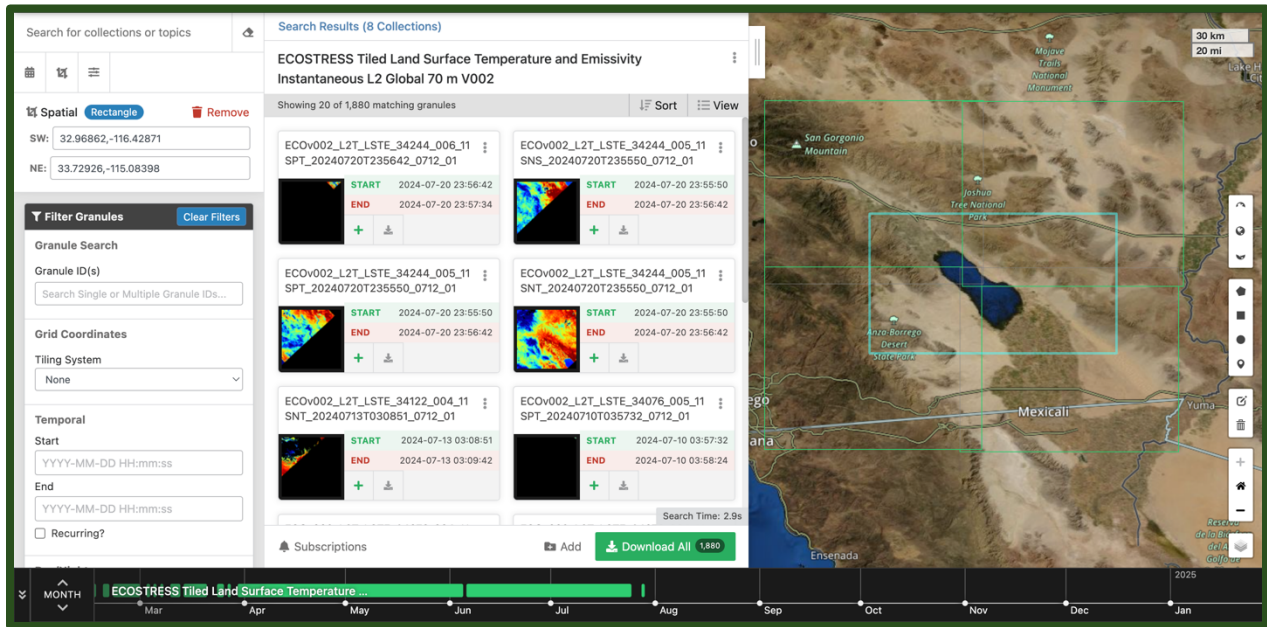 Search for collections or topics
Spatial Rectangle Remove
SW: 32.96862,-116.42871
NE: 33.72926,-115.08398
Filter Granules Clear Filters
Granule Search
Granule ID(s)
Search Single or Multiple Granule IDs...
Grid Coordinates
Tiling System
None
Temporal
Start
YYYY-MM-DD HH:mm:ss
End
YYYY-MM-DD HH:mm:ss
Recurring?
Search Results (8 Collections)
ECOSTRESS Tiled Land Surface Temperature and Emissivity
Instantaneous L2 Global 70 m V002
Showing 20 of 1,880 matching granules Sort View
ECOv002_L2T_LSTE_34244_006_11
SPT_20240720T235642_0712_01
START 2024-07-20 23:56:42
END 2024-07-20 23:57:34
ECOv002_L2T_LSTE_34244_005_11
SNS_20240720T235550_0712_01
START 2024-07-20 23:55:50
END 2024-07-20 23:56:42
ECOv002_L2T_LSTE_34244_005_11
SPT_20240720T235550_0712_01
START 2024-07-20 23:55:50
END 2024-07-20 23:56:42
ECOv002_L2T_LSTE_34244_005_11
SNT_20240720T235550_0712_01
START 2024-07-20 23:55:50
END 2024-07-20 23:56:42
ECOv002_L2T_LSTE_34122_004_11
SNT_20240713T030851_0712_01
START 2024-07-13 03:08:51
END 2024-07-13 03:09:42
ECOv002_L2T_LSTE_34076_005_11
SPT_20240710T035732_0712_01
START 2024-07-10 03:57:32
END 2024-07-10 03:58:24
Search Time: 2.9s
Subscriptions Add Download All 1,880
30 km
20 mi
Mojave
Trails
National
Monument
Lake H
San Gorgonio
Mountain
Joshua
Tree National
Park
Anza-Borrego
Desert
State Park
ego
Mexicali
Yuma
ana
Ensenada
Reserva
de la Bio
del A
Golfo de
MONTH
ECOSTRESS Tiled Land Surface Temperature ...
2025
Mar Apr May Jun Jul Aug Sep Oct Nov Dec Jan